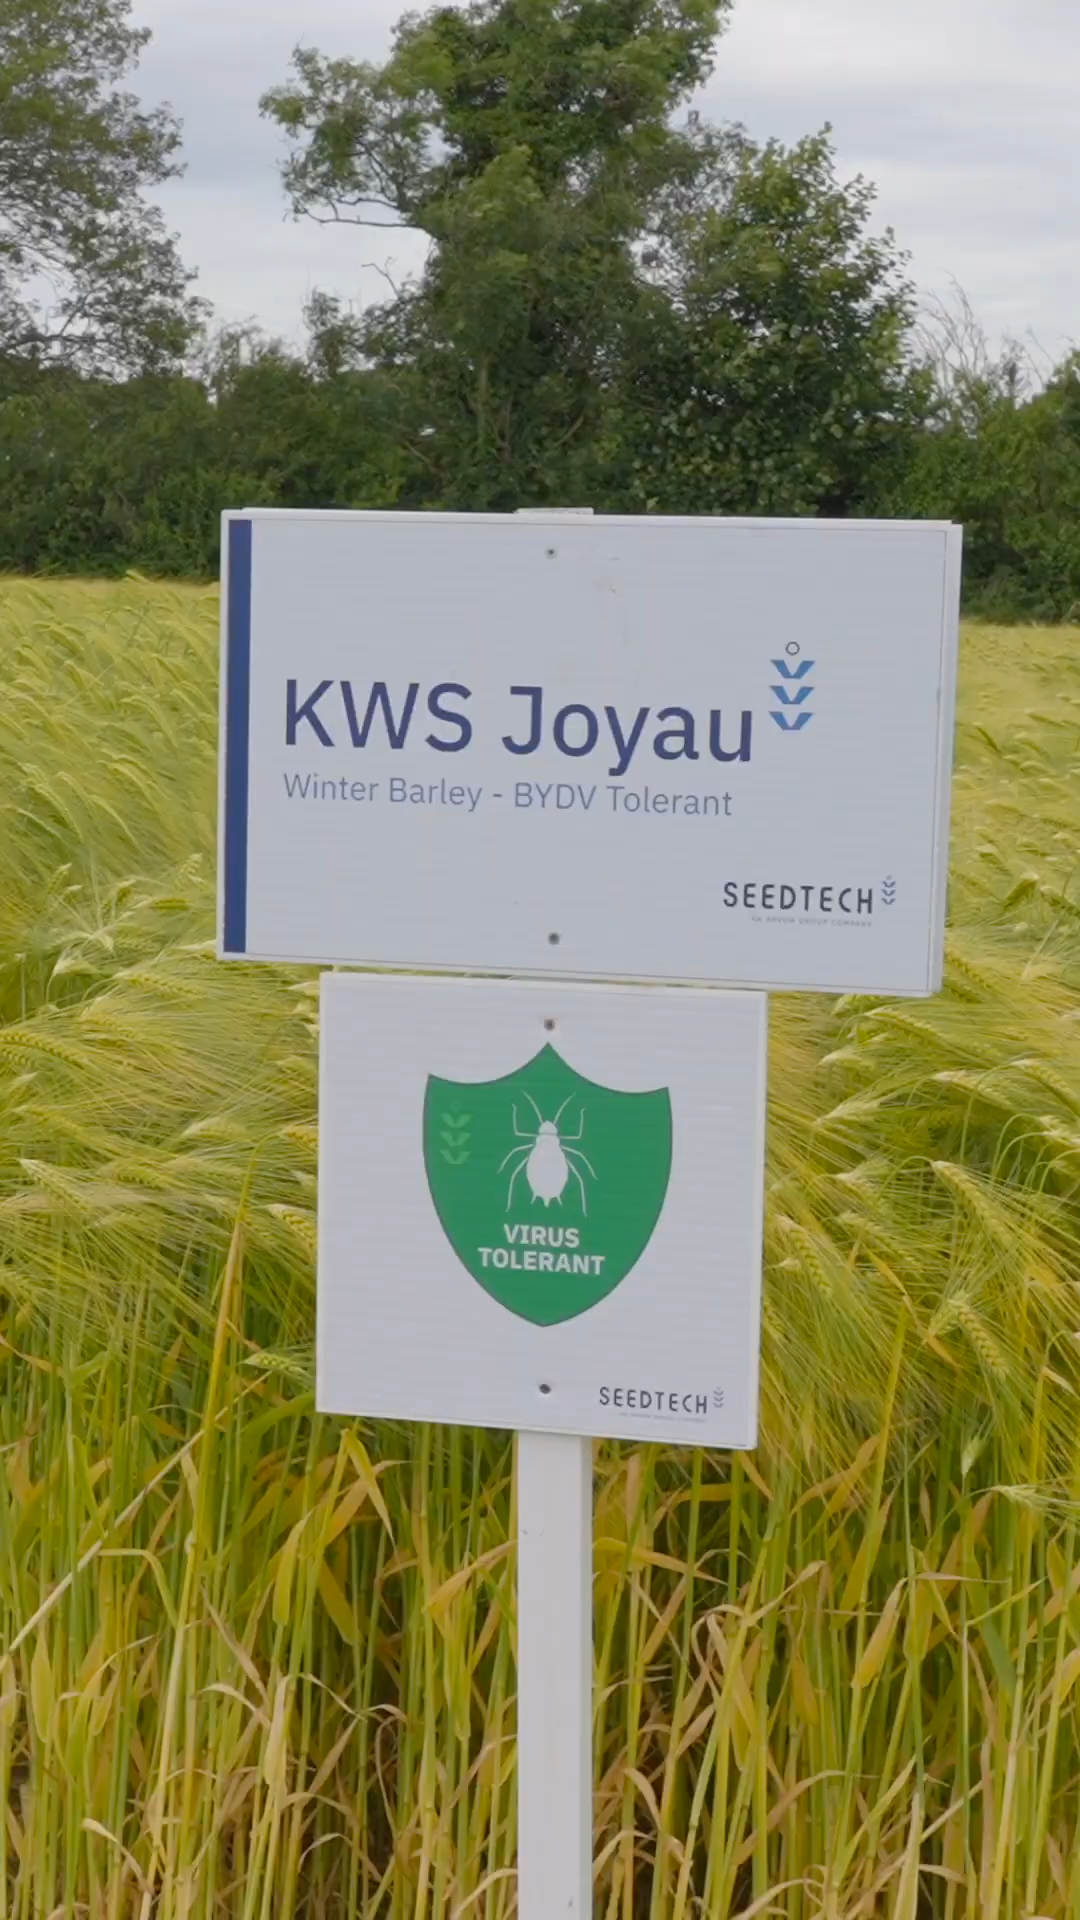 KWS Joyau
Winter Barley - BYDV Tolerant
SEEDTECH
VIRUS
TOLERANT
SEEDTECH